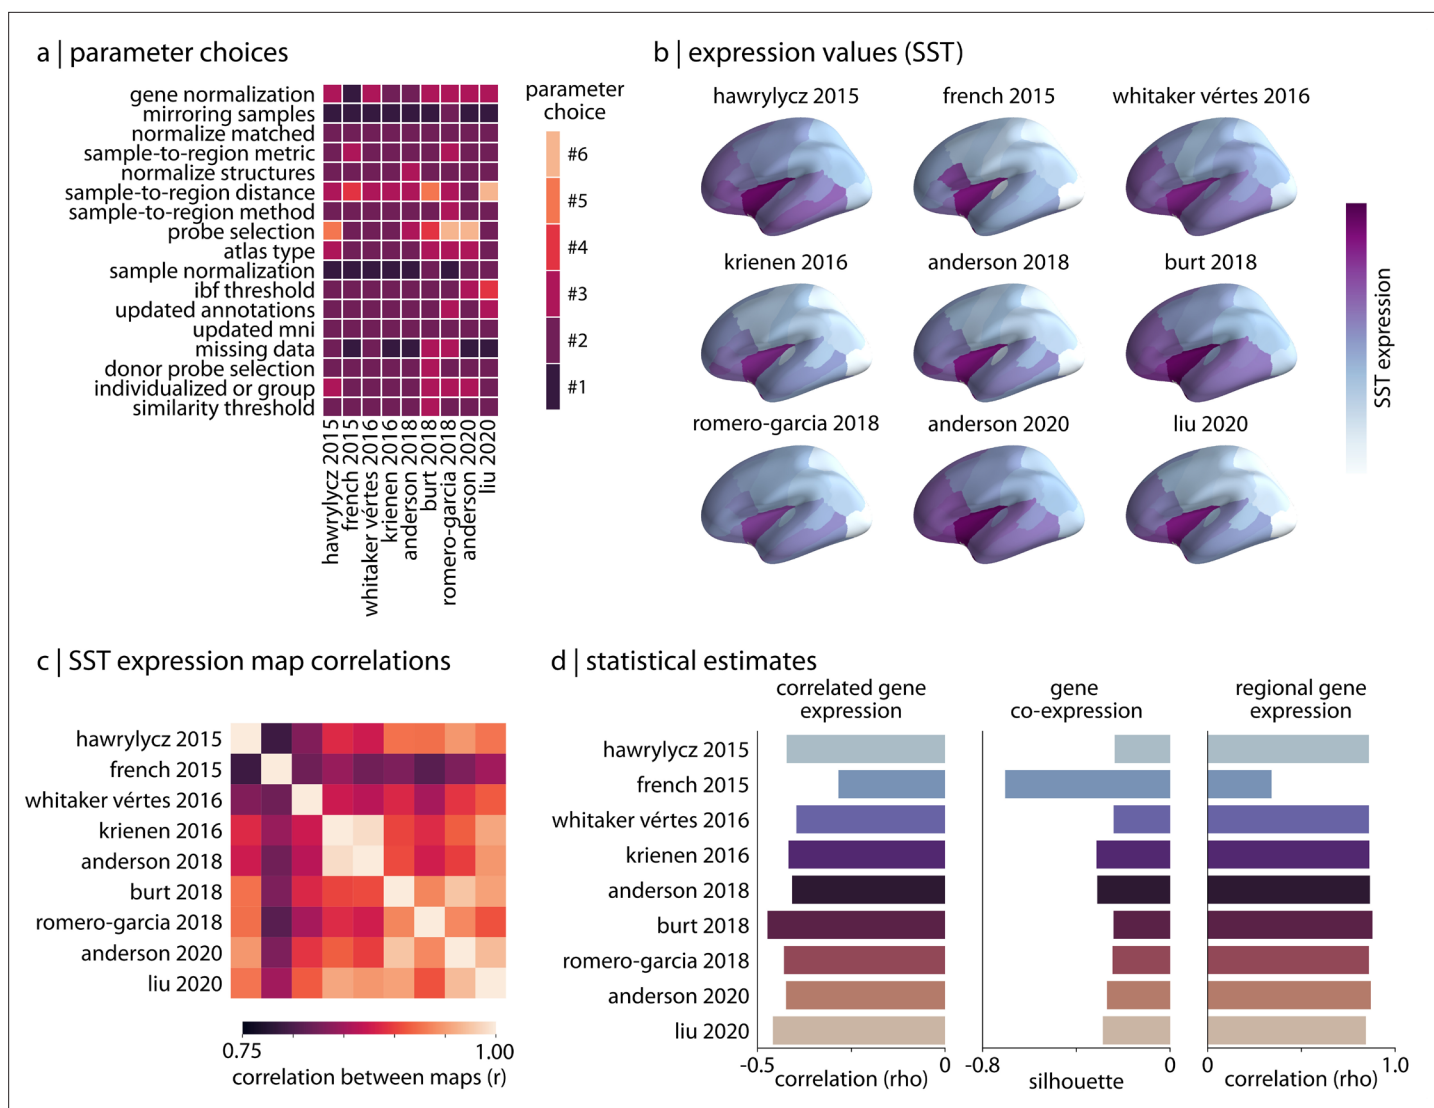 a | parameter choices
gene normalization
mirroring samples
normalize matched
sample-to-region metric
normalize structures
sample-to-region distance
sample-to-region method
probe selection
atlas type
sample normalization
ibf threshold
updated annotations
updated mni
missing data
donor probe selection
individualized or group
similarity threshold
hawrylycz 2015
french 2015
whitaker vértes 2016
krienen 2016
anderson 2018
burt 2018
romero-garcia 2018
anderson 2020
liu 2020
parameter
choice
#6
#5
#4
#3
#2
#1
b | expression values (SST)
hawrylycz 2015
french 2015
whitaker vértes 2016
krienen 2016
anderson 2018
burt 2018
romero-garcia 2018
anderson 2020
liu 2020
SST expression
c | SST expression map correlations
hawrylycz 2015
french 2015
whitaker vértes 2016
krienen 2016
anderson 2018
burt 2018
romero-garcia 2018
anderson 2020
liu 2020
0.75
1.00
correlation between maps (r)
d | statistical estimates
correlated gene
expression
gene
co-expression
regional gene
expression
hawrylycz 2015
french 2015
whitaker vértes 2016
krienen 2016
anderson 2018
burt 2018
romero-garcia 2018
anderson 2020
liu 2020
-0.5
0
correlation (rho)
-0.8
0
silhouette
0
1.0
correlation (rho)